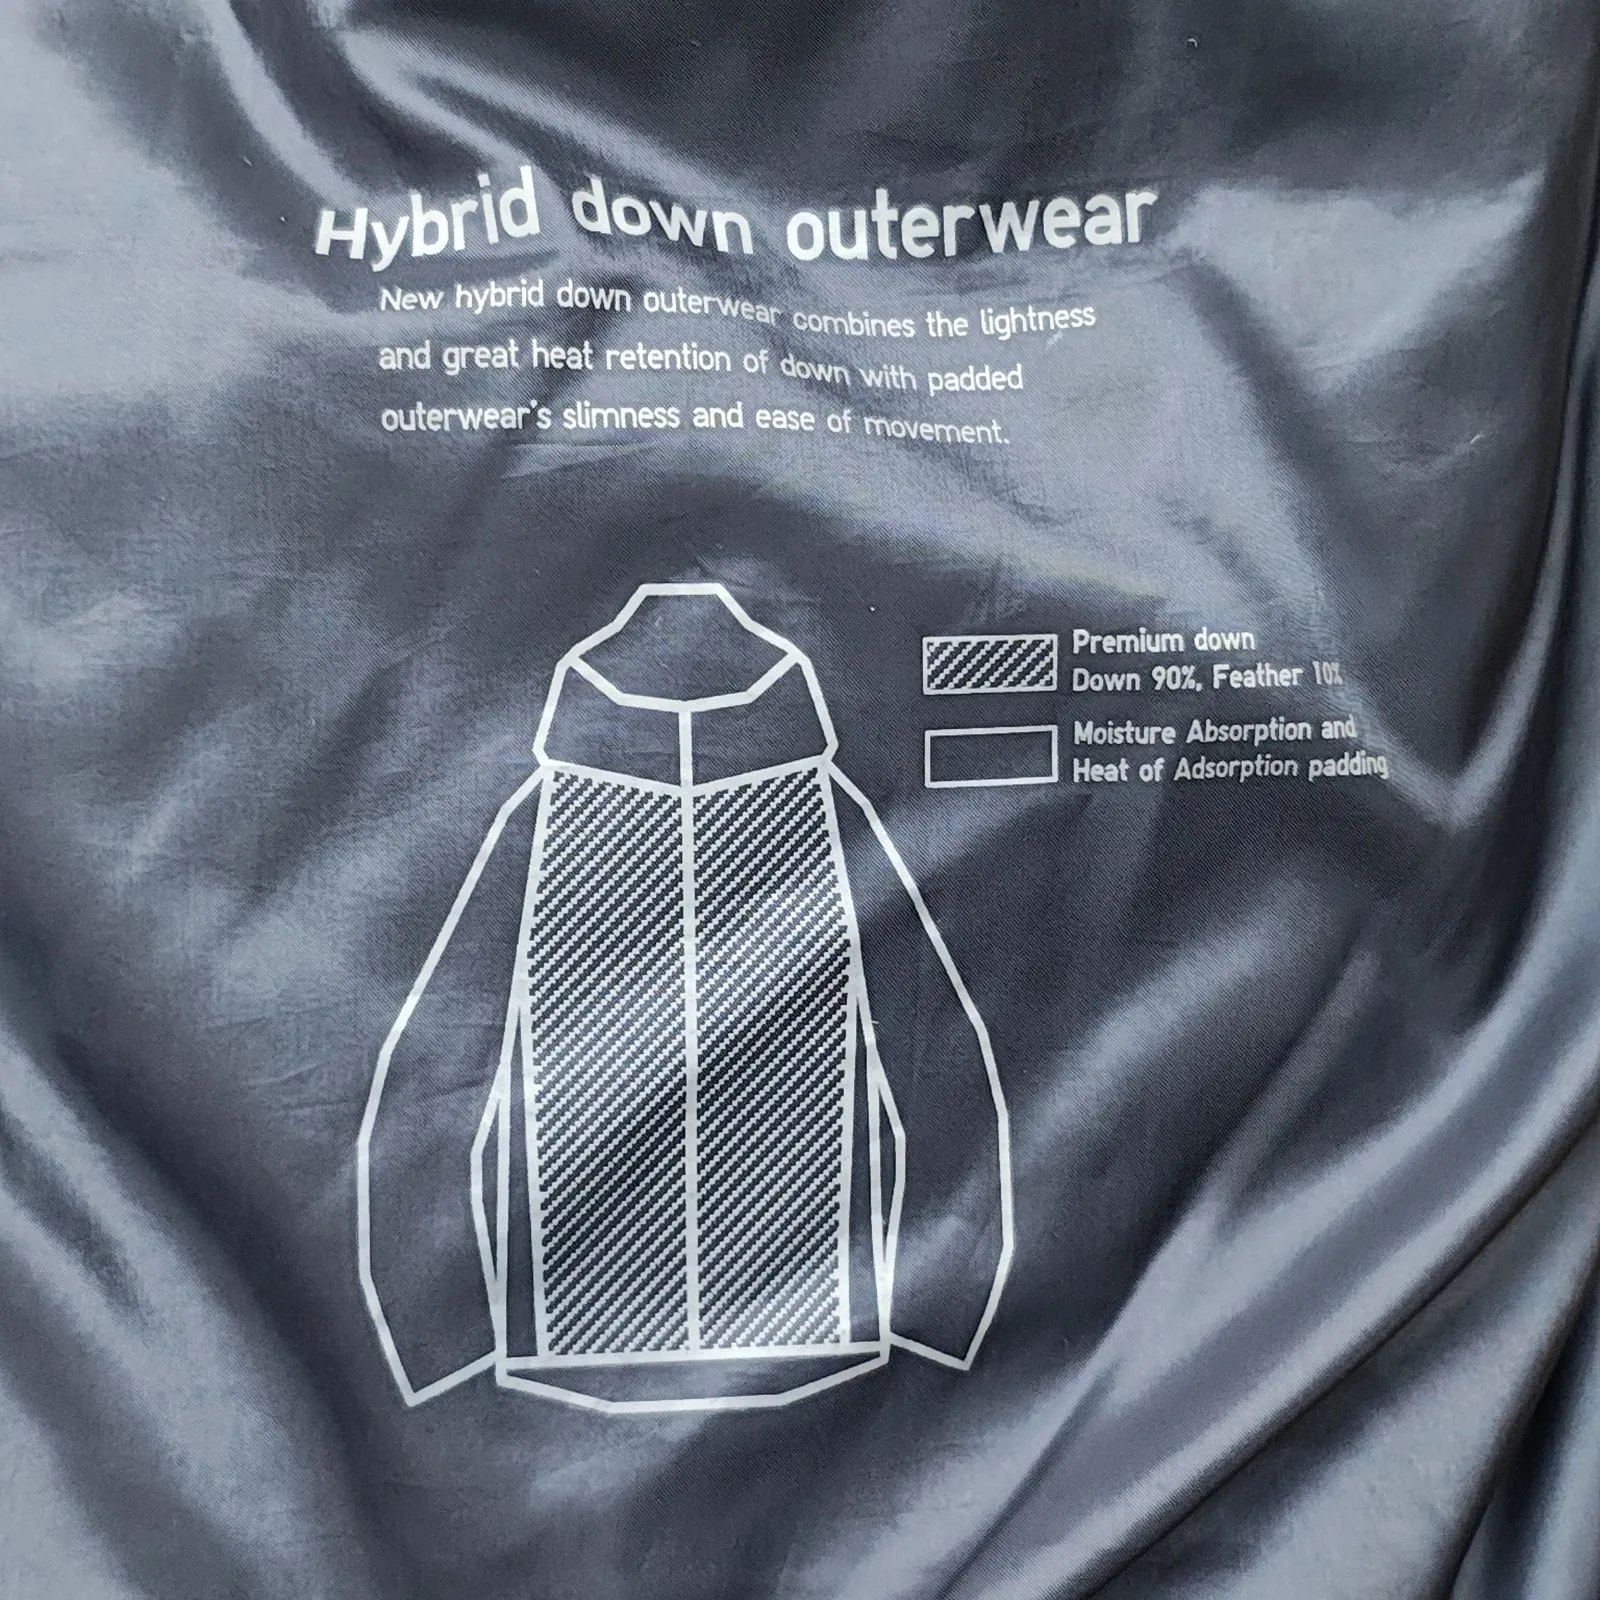 Hybrid down outerwear
New hybrid down outerwear combines the lightness
and great heat retention of down with padded
outerwear's slimness and ease of movement.
Premium down
Down 90%, Feather 10%
Moisture Absorption and
Heat of Adsorption padding